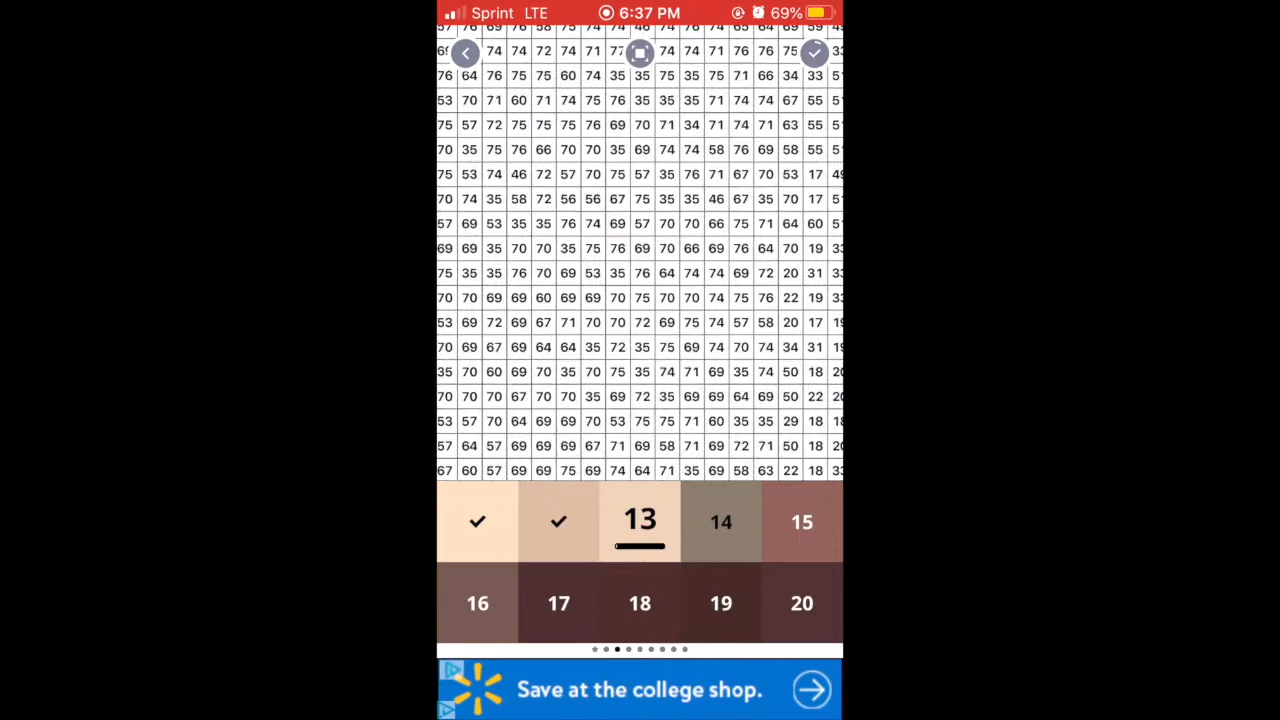 Sprint LTE 6:37 PM 69%
74 74 72 74 71 74 74 71 76 76 75
76 64 76 75 75 60 74 35 35 75 35 75 71 66 34 33
53 70 71 60 71 74 75 76 35 35 35 71 74 74 67 55
75 57 72 75 75 75 76 69 70 71 34 71 74 71 63 55
70 35 75 76 66 70 70 35 69 74 74 58 76 69 58 55
75 53 74 46 72 57 70 75 57 35 76 71 67 70 53 17
70 74 35 58 72 56 56 67 75 35 35 46 67 35 70 17
57 69 53 35 35 76 74 69 57 70 70 66 75 71 64 60
69 69 35 70 70 35 75 76 69 70 66 69 76 64 70 19
75 35 35 76 70 69 53 35 76 64 74 74 69 72 20 31
70 70 69 69 60 69 69 70 75 70 70 74 75 76 22 19
53 69 72 69 67 71 70 70 72 69 75 74 57 58 20 17
70 69 67 69 64 64 35 72 35 75 69 74 70 74 34 31
35 70 60 69 70 35 70 75 35 74 71 69 35 74 50 18
70 70 70 67 70 70 35 69 72 35 69 69 64 69 50 22
53 57 70 64 69 69 70 53 75 75 71 60 35 35 29 18
57 64 57 69 69 69 67 71 69 58 71 69 72 71 50 18
67 60 57 69 69 75 69 74 64 71 35 69 58 63 22 18
13 14 15
16 17 18 19 20
Save at the college shop.